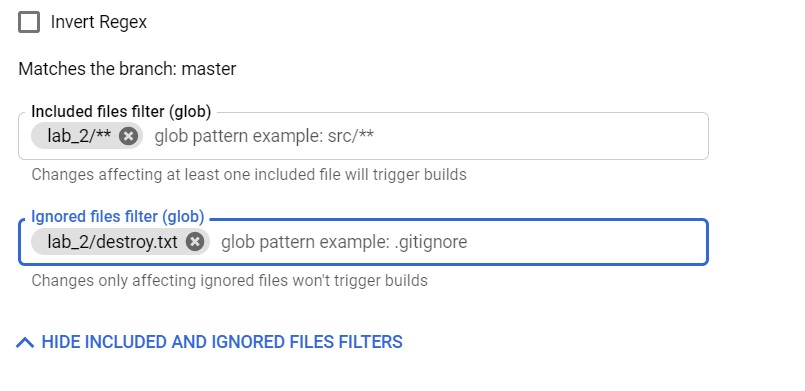 Invert Regex
Matches the branch: master
Included files filter (glob)
lab_2/** glob pattern example: src/**
Changes affecting at least one included file will trigger builds
Ignored files filter (glob)
lab_2/destroy.txt glob pattern example: .gitignore
Changes only affecting ignored files won't trigger builds
HIDE INCLUDED AND IGNORED FILES FILTERS